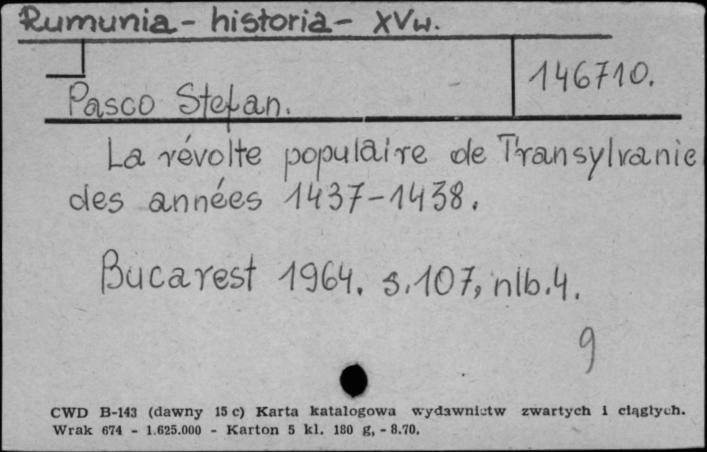 Rumunia - historia - XVw.
146710.
Pasco Stefan.
La révolte populaire de Transylvanie
des années 1437-1438.
Bucarest 1964. s.107, nlb.4.
9
CWD B-143 (dawny 15 c) Karta katalogowa wydawnictw zwartych i ciągłych.
Wrak 674 - 1.625.000 - Karton 5 kl. 180 g, - 8.70.